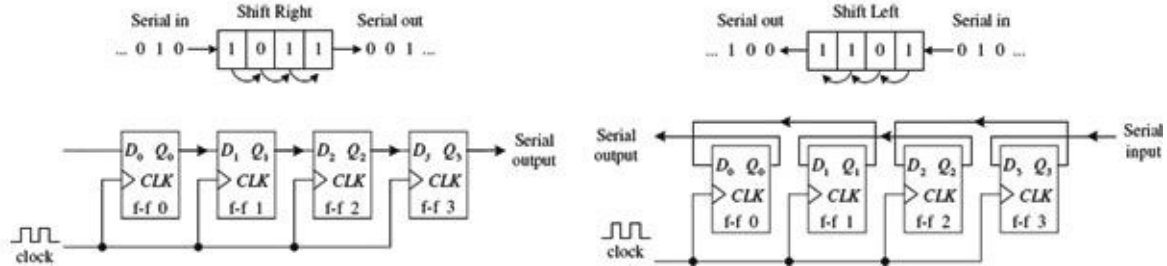 Shift Right
Serial in Serial out
... 0 1 0 1 0 1 1 0 0 1 ...
D0 Q0 D1 Q1 D2 Q2 D3 Q3 Serial output
CLK CLK CLK CLK
f-f 0 f-f 1 f-f 2 f-f 3
clock
Shift Left
Serial out Serial in
... 1 0 0 1 1 0 1 0 1 0 ...
Serial output D0 Q0 D1 Q1 D2 Q2 D3 Q3 Serial input
CLK CLK CLK CLK
f-f 0 f-f 1 f-f 2 f-f 3
clock